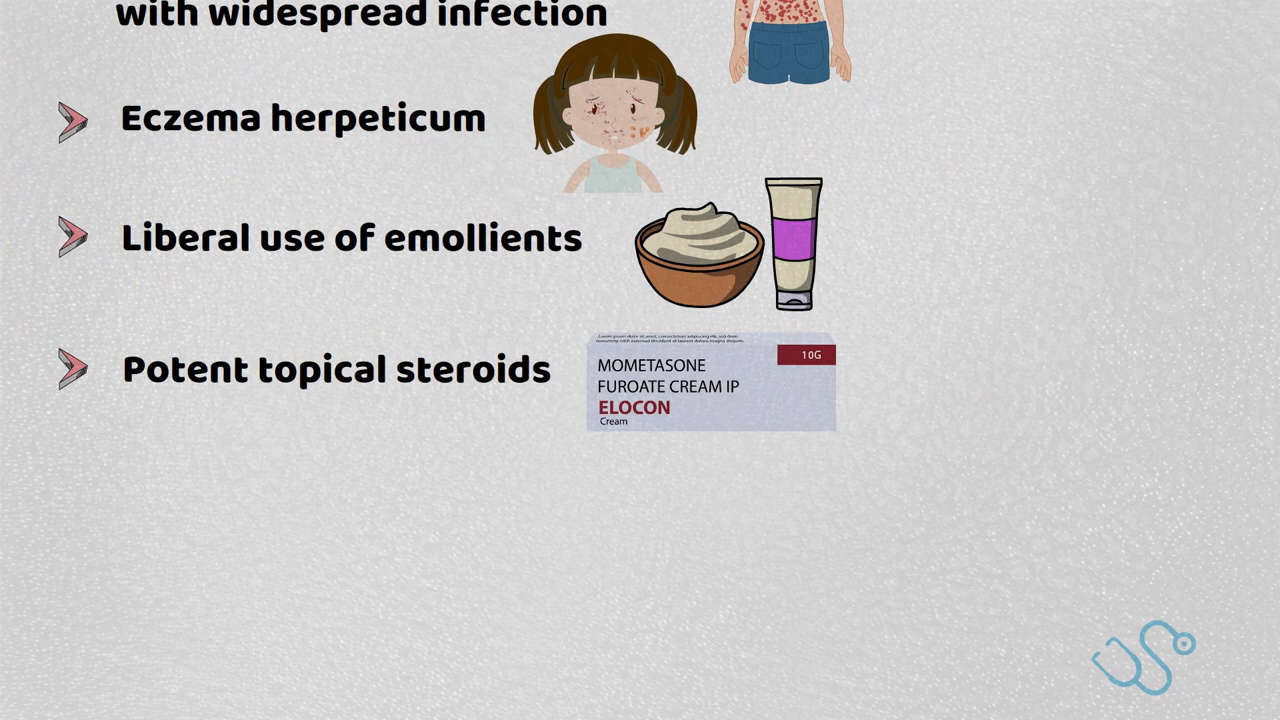 with widespread infection
Eczema herpeticum
Liberal use of emollients
Potent topical steroids
10G
MOMETASONE
FUROATE CREAM IP
ELOCON
Cream